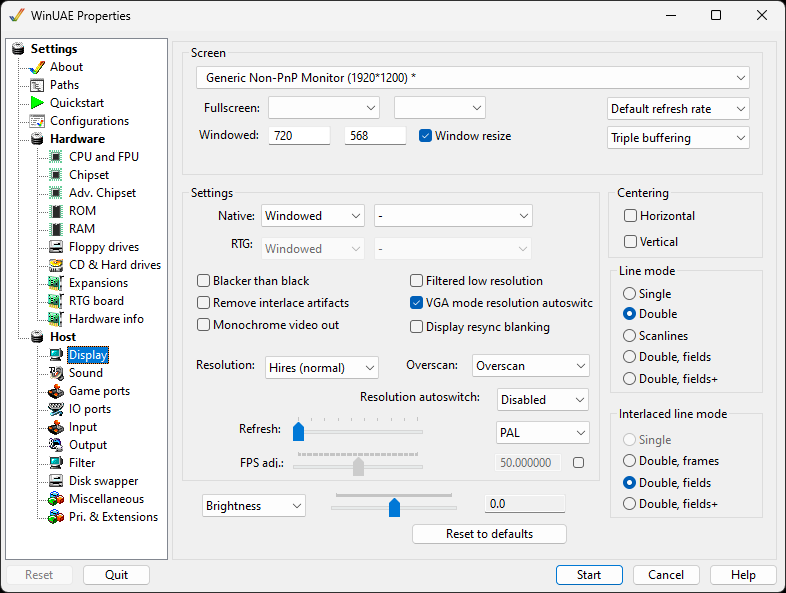 WinUAE Properties
Settings
About
Paths
Quickstart
Configurations
Hardware
CPU and FPU
Chipset
Adv. Chipset
ROM
RAM
Floppy drives
CD & Hard drives
Expansions
RTG board
Hardware info
Host
Display
Sound
Game ports
IO ports
Input
Output
Filter
Disk swapper
Miscellaneous
Pri. & Extensions
Screen
Generic Non-PnP Monitor (1920*1200) *
Fullscreen:
Default refresh rate
Windowed: 720 568 Window resize
Triple buffering
Settings
Native: Windowed -
RTG: Windowed -
Blacker than black
Filtered low resolution
Remove interlace artifacts
VGA mode resolution autoswitc
Monochrome video out
Display resync blanking
Resolution: Hires (normal)
Overscan: Overscan
Resolution autoswitch: Disabled
Refresh: PAL
FPS adj.: 50.000000
Brightness 0.0
Reset to defaults
Centering
Horizontal
Vertical
Line mode
Single
Double
Scanlines
Double, fields
Double, fields+
Interlaced line mode
Single
Double, frames
Double, fields
Double, fields+
Reset Quit Start Cancel Help